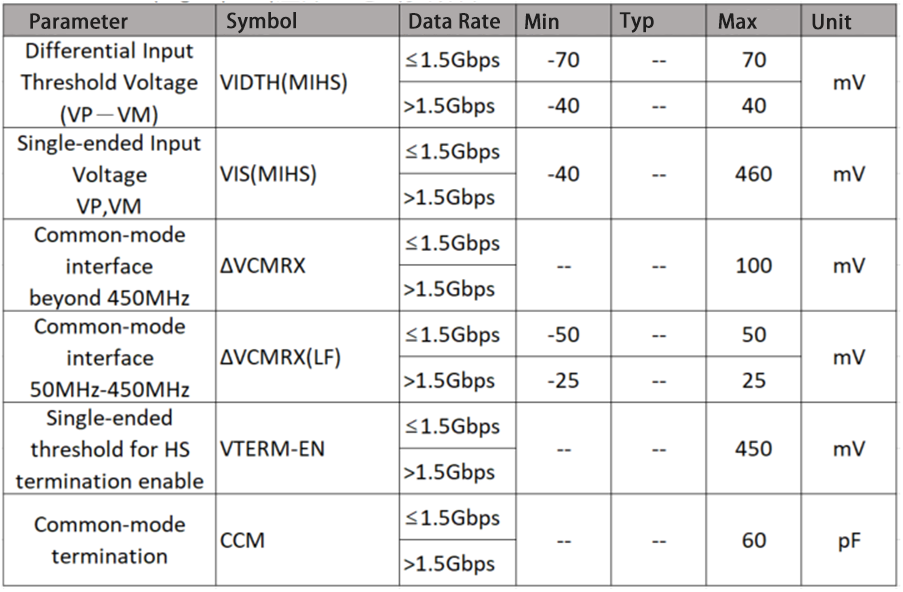 Parameter Symbol Data Rate Min Typ Max Unit
Differential Input
Threshold Voltage
(VP－VM)
VIDTH(MIHS)
≤1.5Gbps -70 -- 70
>1.5Gbps -40 -- 40
mV
Single-ended Input
Voltage
VP,VM
VIS(MIHS)
≤1.5Gbps
>1.5Gbps
-40 -- 460 mV
Common-mode
interface
beyond 450MHz
ΔVCMRX
≤1.5Gbps
>1.5Gbps
-- -- 100 mV
Common-mode
interface
50MHz-450MHz
ΔVCMRX(LF)
≤1.5Gbps -50 -- 50
>1.5Gbps -25 -- 25
mV
Single-ended
threshold for HS
termination enable
VTERM-EN
≤1.5Gbps
>1.5Gbps
-- -- 450 mV
Common-mode
termination
CCM
≤1.5Gbps
>1.5Gbps
-- -- 60 pF